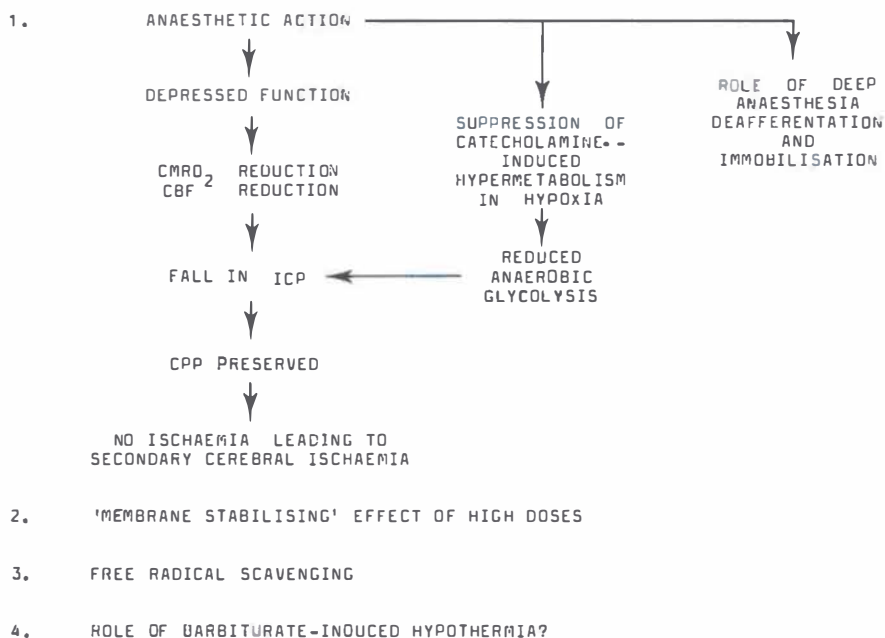 1. ANAESTHETIC ACTION
DEPRESSED FUNCTION
CMRO2 REDUCTION
CBF REDUCTION
FALL IN ICP
CPP PRESERVED
NO ISCHAEMIA LEADING TO
SECONDARY CEREBRAL ISCHAEMIA
SUPPRESSION OF
CATECHOLAMINE--
INDUCED
HYPERMETABOLISM
IN HYPOXIA
REDUCED
ANAEROBIC
GLYCOLYSIS
ROLE OF DEEP
ANAESTHESIA
DEAFFERENTATION
AND
IMMOBILISATION
2. 'MEMBRANE STABILISING' EFFECT OF HIGH DOSES
3. FREE RADICAL SCAVENGING
4. ROLE OF BARBITURATE-INDUCED HYPOTHERMIA?